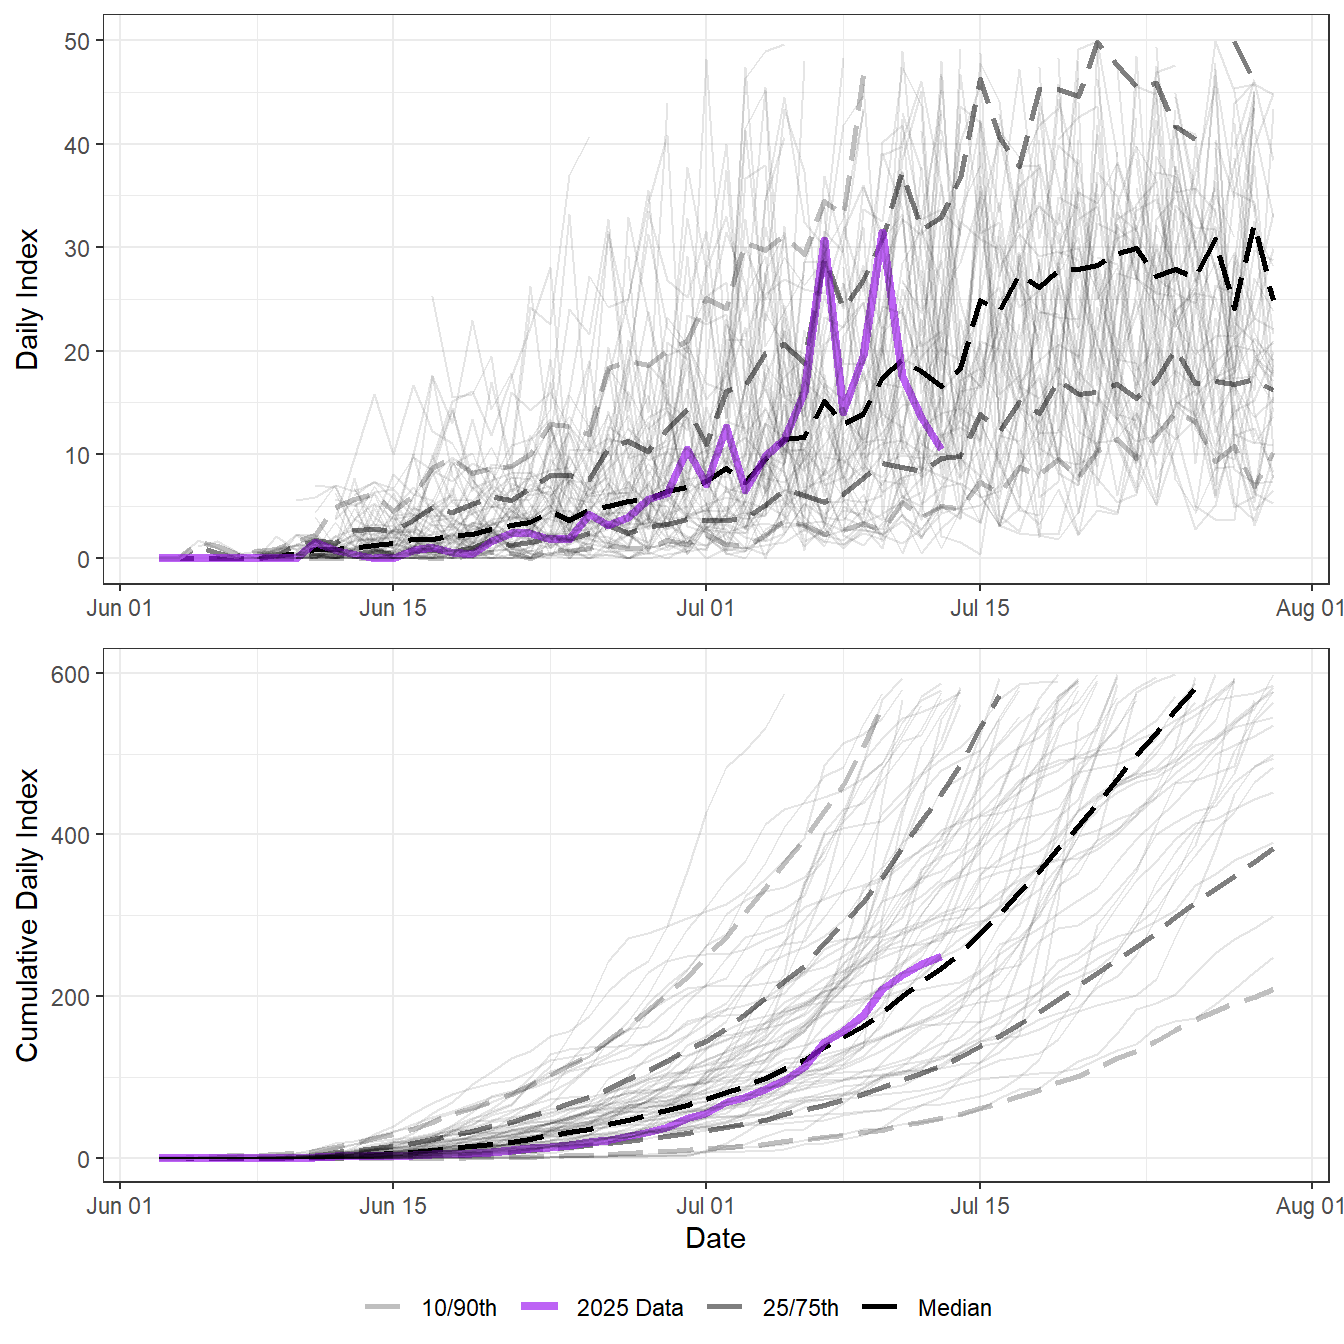 50
40
30
20
10
0
Daily Index
Jun 01
Jun 15
Jul 01
Jul 15
Aug 01
600
400
200
0
Cumulative Daily Index
Jun 01
Jun 15
Jul 01
Jul 15
Aug 01
Date
10/90th
2025 Data
25/75th
Median